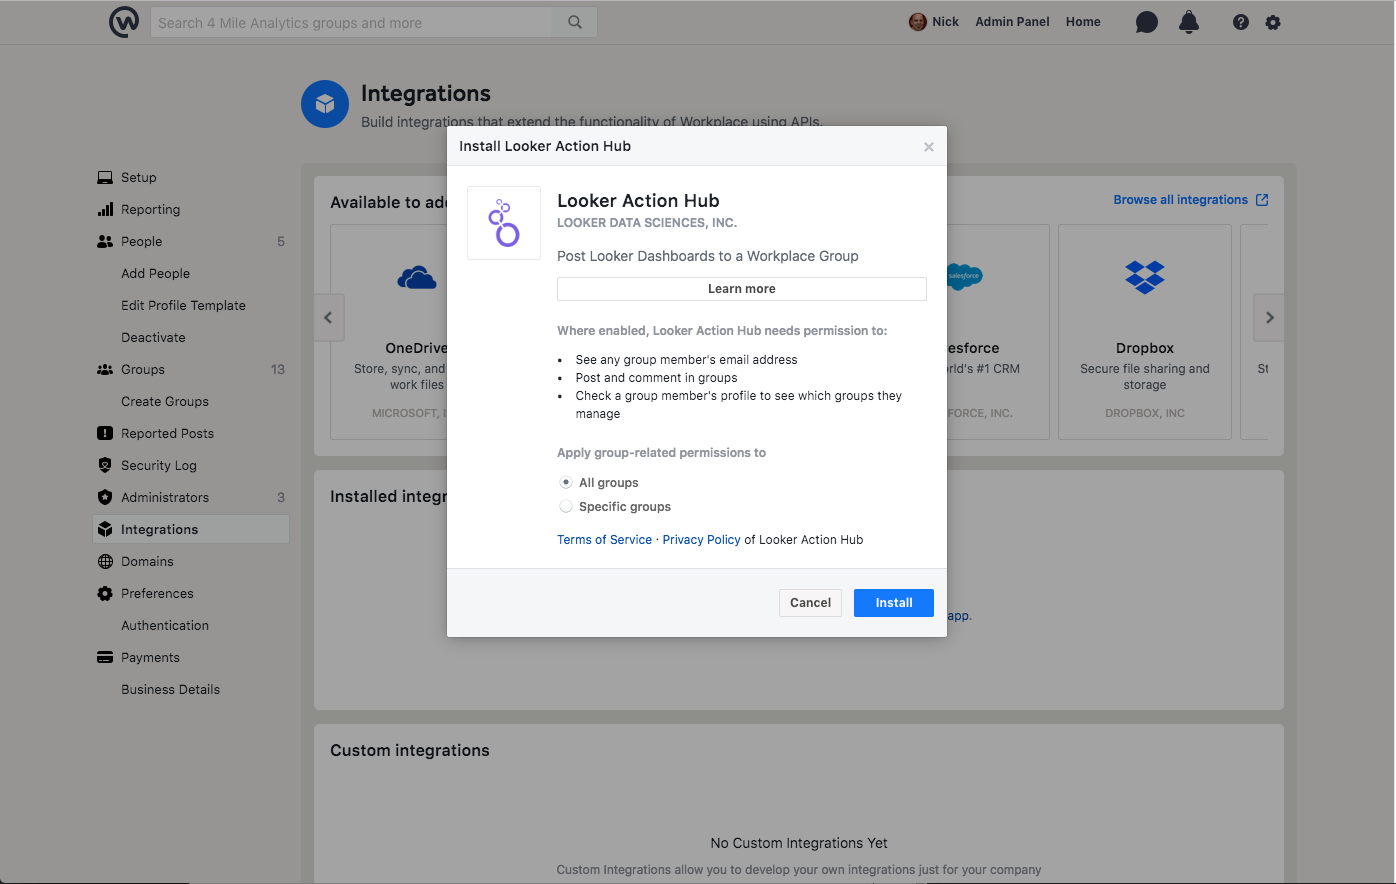 Search 4 Mile Analytics groups and more
Nick
Admin Panel
Home
Integrations
Build integrations that extend the functionality of Workplace using APIs.
Setup
Reporting
People 5
Add People
Edit Profile Template
Deactivate
Groups 13
Create Groups
Reported Posts
Security Log
Administrators 3
Integrations
Domains
Preferences
Authentication
Payments
Business Details
Available to
Browse all integrations
OneDrive
Store, sync, and
work files
MICROSOFT,
salesforce
#1 CRM
INC.
Dropbox
Secure file sharing and
storage
DROPBOX, INC
St
Installed
app.
Install Looker Action Hub
Looker Action Hub
LOOKER DATA SCIENCES, INC.
Post Looker Dashboards to a Workplace Group
Learn more
Where enabled, Looker Action Hub needs permission to:
• See any group member's email address
• Post and comment in groups
• Check a group member's profile to see which groups they
manage
Apply group-related permissions to
All groups
Specific groups
Terms of Service · Privacy Policy of Looker Action Hub
Cancel
Install
Custom integrations
No Custom Integrations Yet
Custom Integrations allow you to develop your own integrations just for your company